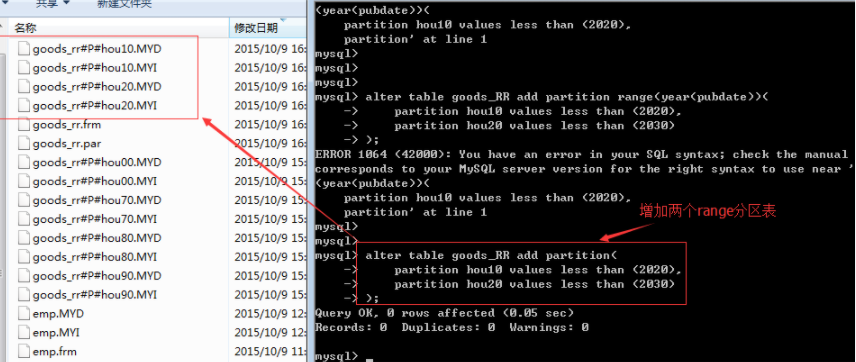 共享 新建文件夹
名称 修改日期
goods_rr#P#hou10.MYD 2015/10/9 16:
goods_rr#P#hou10.MYI 2015/10/9 16:
goods_rr#P#hou20.MYD 2015/10/9 16:
goods_rr#P#hou20.MYI 2015/10/9 16:
goods_rr.frm 2015/10/9 16:
goods_rr.par 2015/10/9 16:
goods_rr#P#hou00.MYD 2015/10/9 15:
goods_rr#P#hou00.MYI 2015/10/9 15:
goods_rr#P#hou70.MYD 2015/10/9 15:
goods_rr#P#hou70.MYI 2015/10/9 15:
goods_rr#P#hou80.MYD 2015/10/9 15:
goods_rr#P#hou80.MYI 2015/10/9 15:
goods_rr#P#hou90.MYD 2015/10/9 15:
goods_rr#P#hou90.MYI 2015/10/9 15:
emp.MYD 2015/10/9 12:
emp.MYI 2015/10/9 12:
emp.frm 2015/10/9 11:
(year(pubdate))(
partition hou10 values less than (2020),
partition' at line 1
mysql>
mysql>
mysql> alter table goods_RR add partition range(year(pubdate))(
-> partition hou10 values less than (2020),
-> partition hou20 values less than (2030)
-> );
ERROR 1064 (42000): You have an error in your SQL syntax; check the manual
corresponds to your MySQL server version for the right syntax to use near '
(year(pubdate))(
partition hou10 values less than (2020),
partition' at line 1
mysql>
增加两个range分区表
mysql>
mysql> alter table goods_RR add partition(
-> partition hou10 values less than (2020),
-> partition hou20 values less than (2030)
-> );
Query OK, 0 rows affected (0.05 sec)
Records: 0 Duplicates: 0 Warnings: 0
mysql>